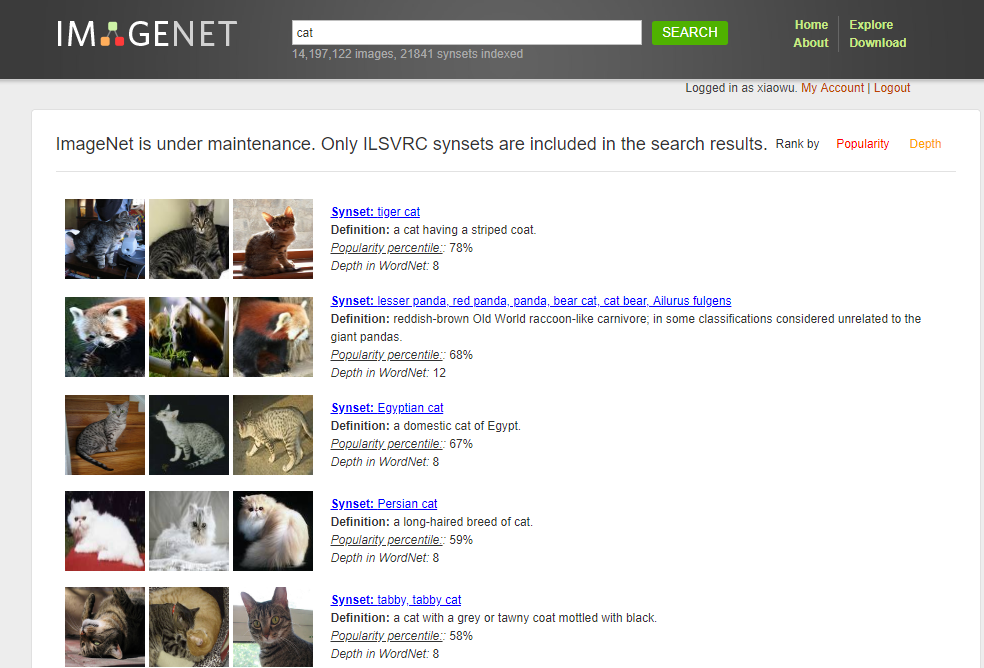 IMAGENET
cat
SEARCH
14,197,122 images, 21841 synsets indexed
Home
Explore
About
Download
Logged in as xiaowu. My Account | Logout
ImageNet is under maintenance. Only ILSVRC synsets are included in the search results. Rank by Popularity Depth
Synset: tiger cat
Definition: a cat having a striped coat.
Popularity percentile:: 78%
Depth in WordNet: 8
Synset: lesser panda, red panda, panda, bear cat, cat bear, Ailurus fulgens
Definition: reddish-brown Old World raccoon-like carnivore; in some classifications considered unrelated to the
giant pandas.
Popularity percentile:: 68%
Depth in WordNet: 12
Synset: Egyptian cat
Definition: a domestic cat of Egypt.
Popularity percentile:: 67%
Depth in WordNet: 8
Synset: Persian cat
Definition: a long-haired breed of cat.
Popularity percentile:: 59%
Depth in WordNet: 8
Synset: tabby, tabby cat
Definition: a cat with a grey or tawny coat mottled with black.
Popularity percentile:: 58%
Depth in WordNet: 8